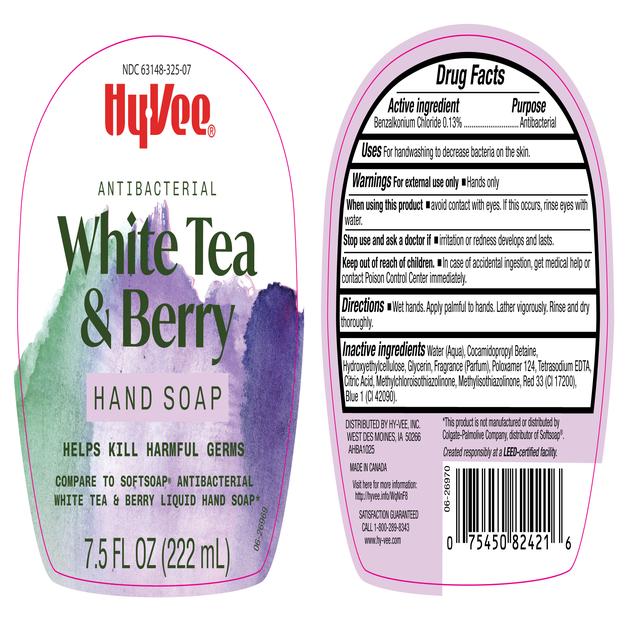 NDC 63148-325-07
HyVee®
ANTIBACTERIAL
White Tea
& Berry
HAND SOAP
HELPS KILL HARMFUL GERMS
COMPARE TO SOFTSOAP® ANTIBACTERIAL
WHITE TEA & BERRY LIQUID HAND SOAP*
7.5 FL OZ (222 mL)
06-26969
Drug Facts
Active ingredient Purpose
Benzalkonium Chloride 0.13% ........................... Antibacterial
Uses For handwashing to decrease bacteria on the skin.
Warnings For external use only ■ Hands only
When using this product ■ avoid contact with eyes. If this occurs, rinse eyes with
water.
Stop use and ask a doctor if ■ irritation or redness develops and lasts.
Keep out of reach of children. ■ In case of accidental ingestion, get medical help or
contact Poison Control Center immediately.
Directions ■ Wet hands. Apply palmful to hands. Lather vigorously. Rinse and dry
thoroughly.
Inactive ingredients Water (Aqua), Cocamidopropyl Betaine,
Hydroxyethylcellulose, Glycerin, Fragrance (Parfum), Poloxamer 124, Tetrasodium EDTA,
Citric Acid, Methylchloroisothiazolinone, Methylisothiazolinone, Red 33 (CI 17200),
Blue 1 (CI 42090).
DISTRIBUTED BY HY-VEE, INC.
WEST DES MOINES, IA 50266
AHBA1025
MADE IN CANADA
Visit here for more information:
http://hyvee.info/WqNnF8
SATISFACTION GUARANTEED
CALL 1-800-289-8343
www.hy-vee.com
*This product is not manufactured or distributed by
Colgate-Palmolive Company, distributor of Softsoap®.
Created responsibly at a LEED-certified facility.
06-26970
0 75450 82421 6